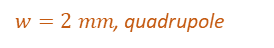 w = 2 mm, quadrupole